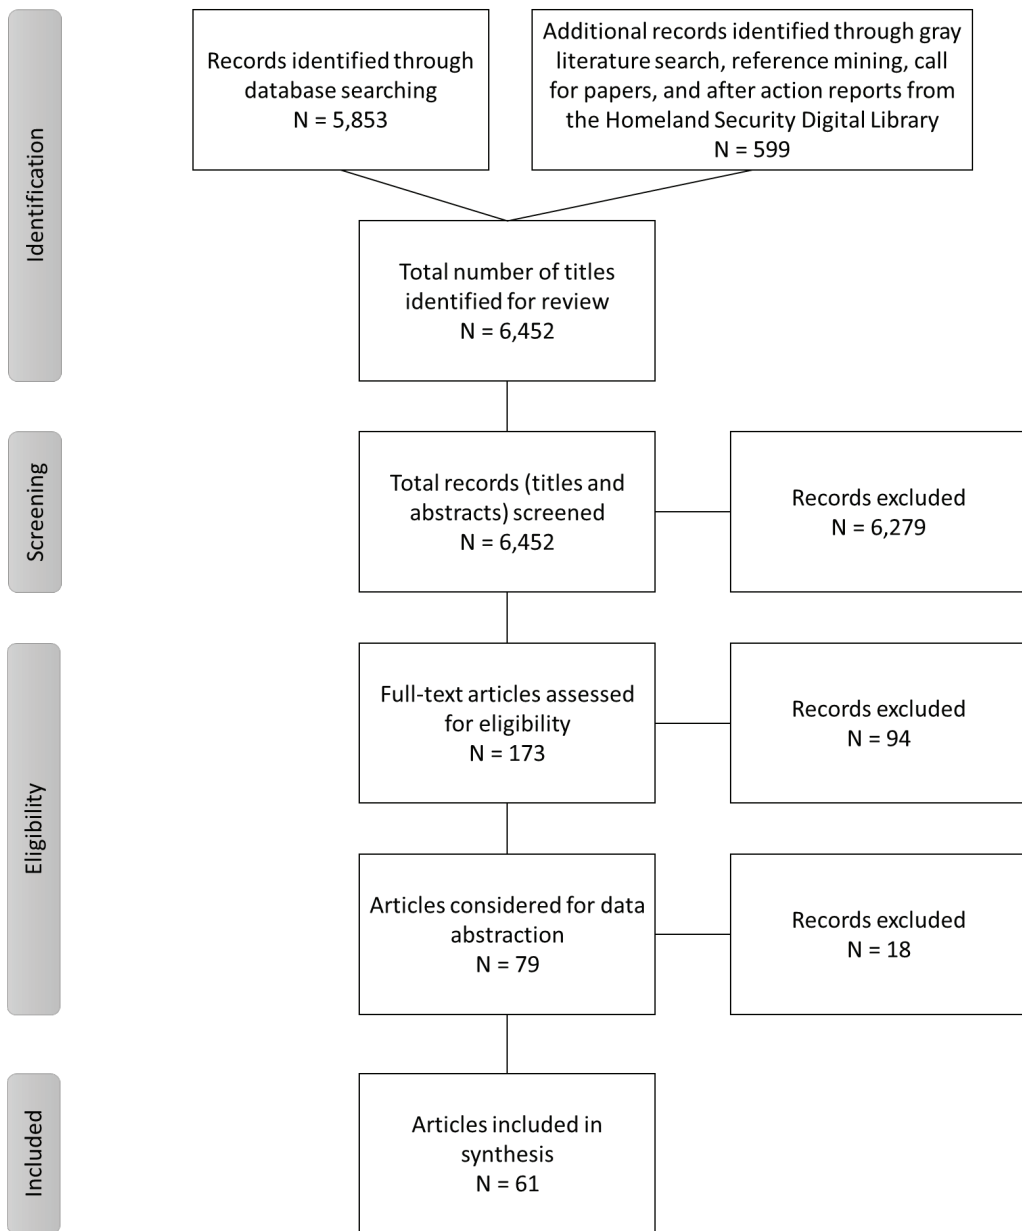 Identification
Records identified through
database searching
N = 5,853
Additional records identified through gray
literature search, reference mining, call
for papers, and after action reports from
the Homeland Security Digital Library
N = 599
Total number of titles
identified for review
N = 6,452
Screening
Total records (titles and
abstracts) screened
N = 6,452
Records excluded
N = 6,279
Eligibility
Full-text articles assessed
for eligibility
N = 173
Records excluded
N = 94
Articles considered for data
abstraction
N = 79
Records excluded
N = 18
Included
Articles included in
synthesis
N = 61